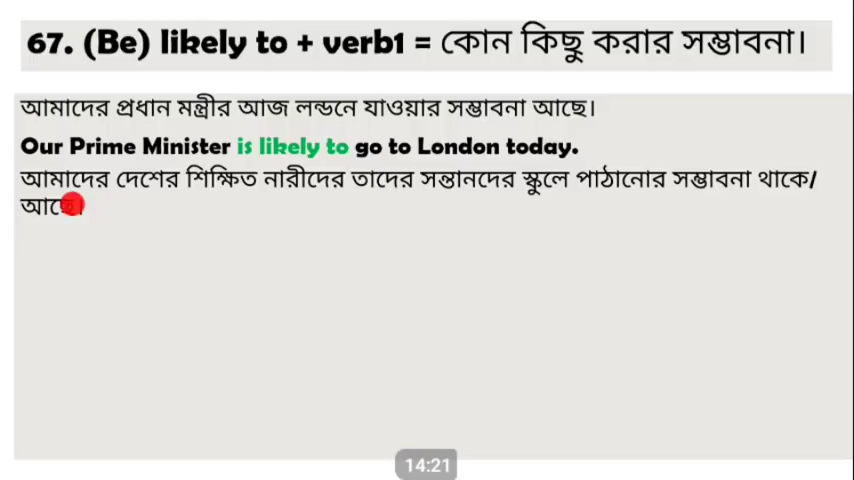 67. (Be) likely to + verb1 = কোন কিছু করার সম্ভাবনা।
আমাদের প্রধান মন্ত্রীর আজ লন্ডনে যাওয়ার সম্ভাবনা আছে।
Our Prime Minister is likely to go to London today.
আমাদের দেশের শিক্ষিত নারীদের তাদের সন্তানদের স্কুলে পাঠানোর সম্ভাবনা থাকে/
আছে।
14:21